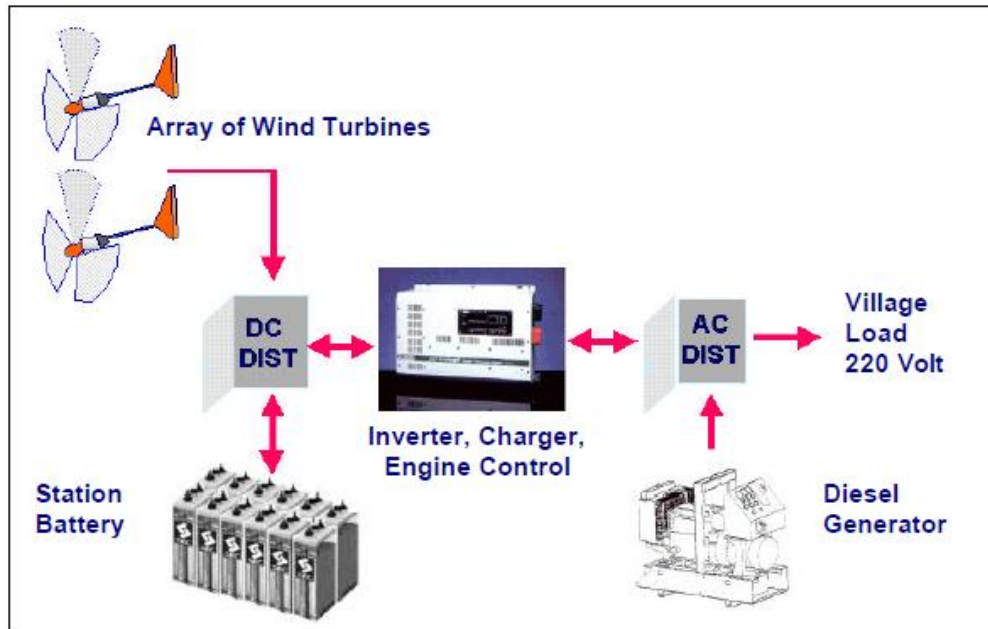 Array of Wind Turbines
DC
DIST
AC
DIST
Village
Load
220 Volt
Inverter, Charger,
Engine Control
Station
Battery
Diesel
Generator